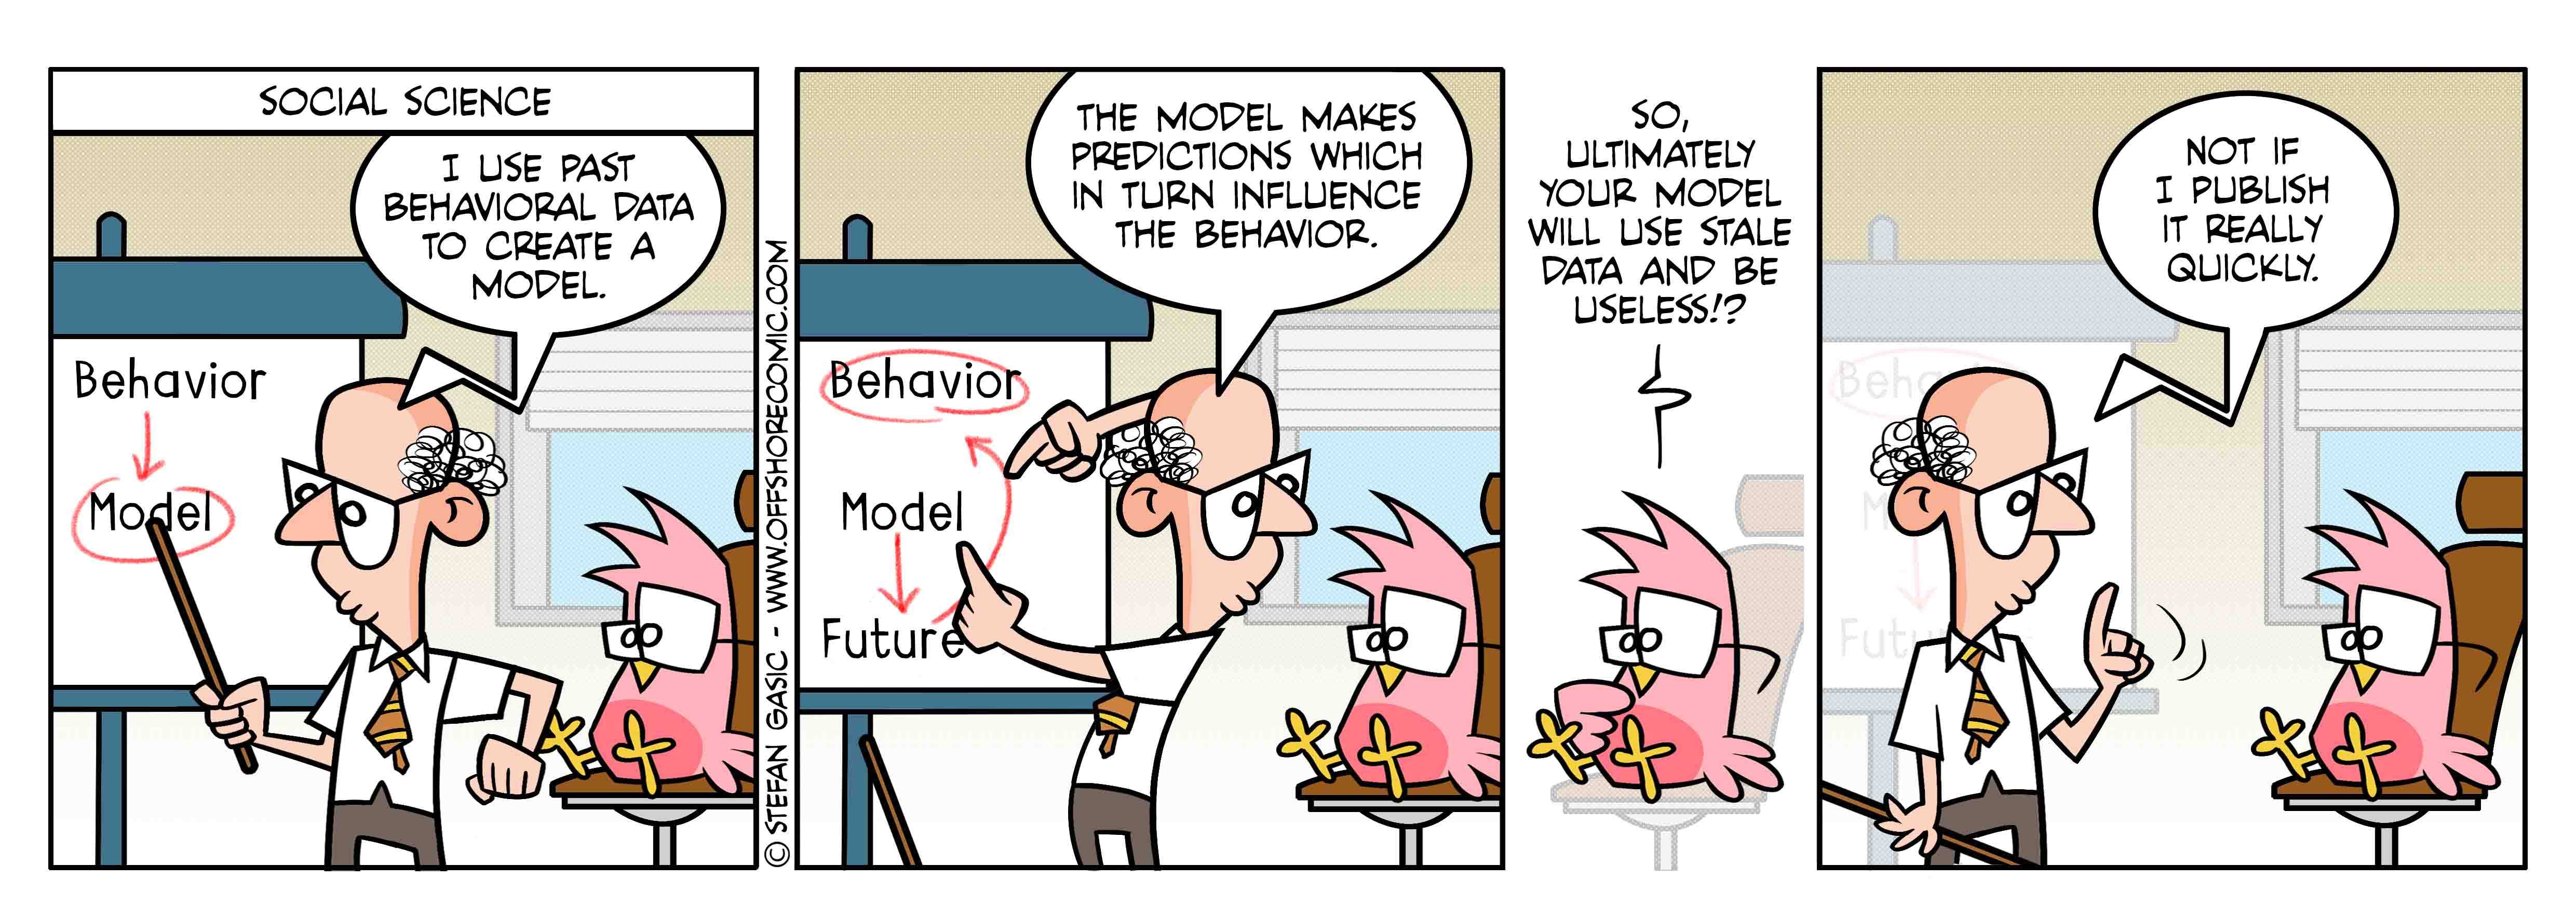 SOCIAL SCIENCE
I USE PAST
BEHAVIORAL DATA
TO CREATE A
MODEL.
Behavior
Model
© STEFAN GASIC - WWW.OFFSHORECOMIC.COM
THE MODEL MAKES
PREDICTIONS WHICH
IN TURN INFLUENCE
THE BEHAVIOR.
Behavior
Model
Future
SO,
ULTIMATELY
YOUR MODEL
WILL USE STALE
DATA AND BE
USELESS!?
NOT IF
I PUBLISH
IT REALLY
QUICKLY.
Beha
M
Futu